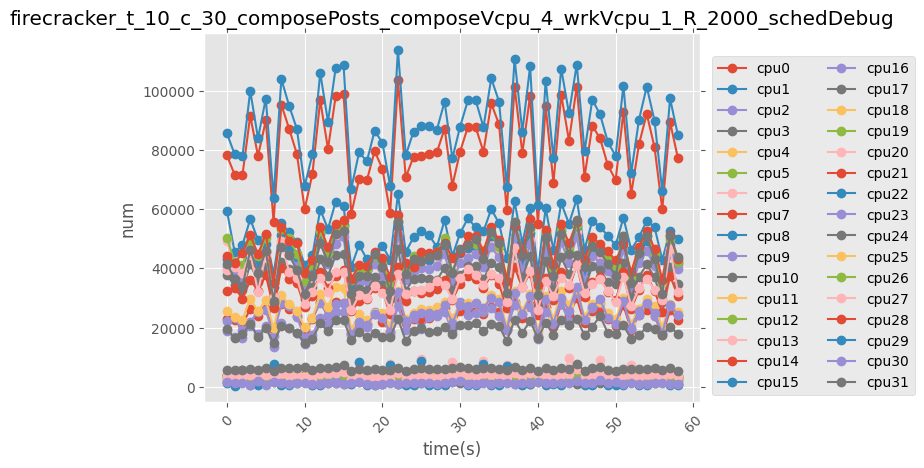 firecracker_t_10_c_30_composePosts_composeVcpu_4_wrkVcpu_1_R_2000_schedDebug
100000
80000
60000
40000
20000
0
num
0
10
20
30
40
50
60
time(s)
cpu0
cpu1
cpu2
cpu3
cpu4
cpu5
cpu6
cpu7
cpu8
cpu9
cpu10
cpu11
cpu12
cpu13
cpu14
cpu15
cpu16
cpu17
cpu18
cpu19
cpu20
cpu21
cpu22
cpu23
cpu24
cpu25
cpu26
cpu27
cpu28
cpu29
cpu30
cpu31